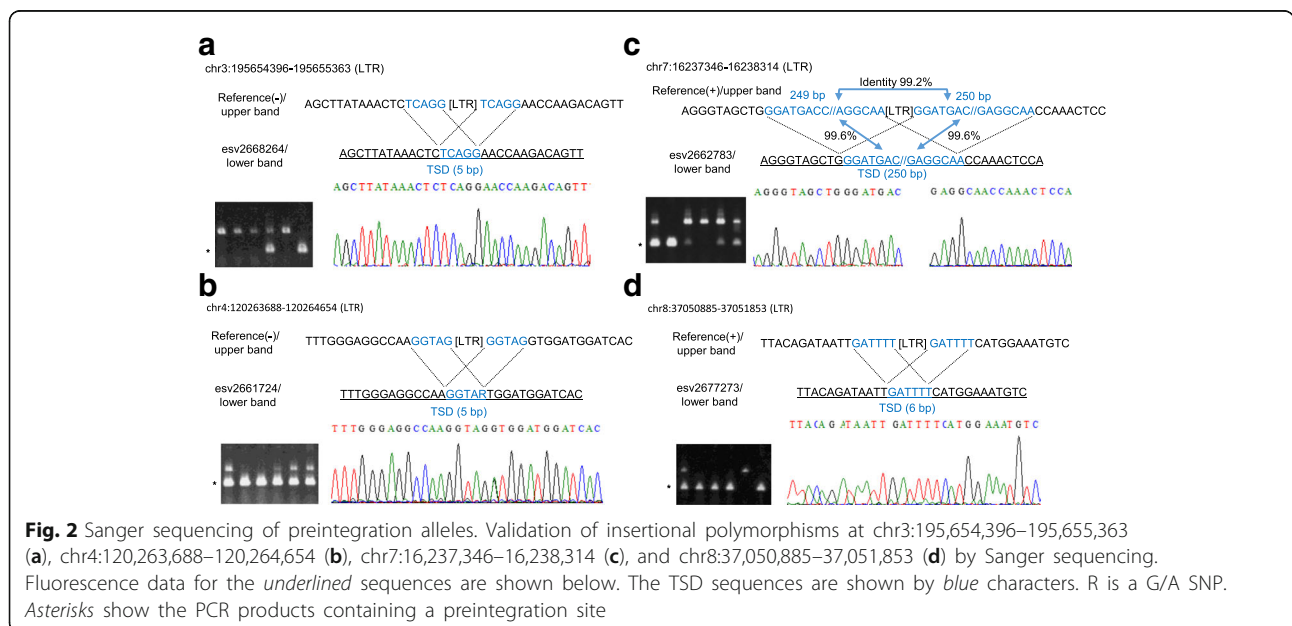 a
chr3:195654396-195655363 (LTR)
Reference(-)/
upper band
AGCTTATAAACTCTCAGG [LTR] TCAGGAACCAAGACAGTT
esv2668264/
lower band
AGCTTATAAACTCTCAGGAACCAAGACAGTT
TSD (5 bp)
AGCTTATAAACTCTCAGGAACCAAGACAGTT
*
b
chr4:120263688-120264654 (LTR)
Reference(-)/
upper band
TTTGGGAGGCCAAGGTAG [LTR] GGTAGGTGGATGGATCAC
esv2661724/
lower band
TTTGGGAGGCCAAGGTARTGGATGGATCAC
TSD (5 bp)
TTTGGGAGGCCAAGGTAGGTGGATGGATCAC
*
c
chr7:16237346-16238314 (LTR)
Identity 99.2%
Reference(+)/upper band
249 bp
250 bp
AGGGTAGCTGGGATGACC//AGGCAA[LTR]GGATGAC//GAGGCAACCAAACTCC
99.6%
99.6%
esv2662783/
lower band
AGGGTAGCTGGGATGAC//GAGGCAACCAAACTCCA
TSD (250 bp)
AGGGTAGCTGGGATGAC GAGGCAACCAAACTCCA
*
d
chr8:37050885-37051853 (LTR)
Reference(+)/
upper band
TTACAGATAATTGATTTT [LTR] GATTTTCATGGAAATGTC
esv2677273/
lower band
TTACAGATAATTGATTTTCATGGAAATGTC
TSD (6 bp)
TTACAGATAATTGATTTTCATGGAAATGTC
*
Fig. 2 Sanger sequencing of preintegration alleles. Validation of insertional polymorphisms at chr3:195,654,396–195,655,363
(a), chr4:120,263,688–120,264,654 (b), chr7:16,237,346–16,238,314 (c), and chr8:37,050,885–37,051,853 (d) by Sanger sequencing.
Fluorescence data for the underlined sequences are shown below. The TSD sequences are shown by blue characters. R is a G/A SNP.
Asterisks show the PCR products containing a preintegration site